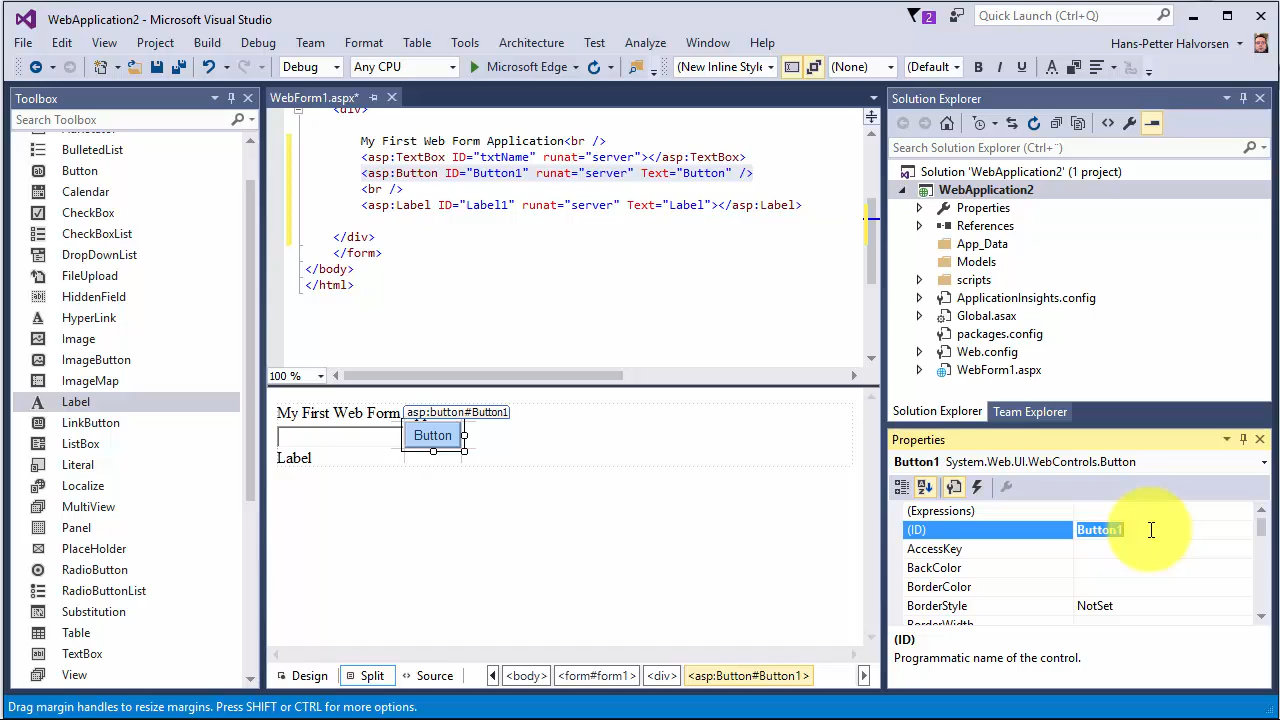 WebApplication2 - Microsoft Visual Studio
2
Quick Launch (Ctrl+Q)
File Edit View Project Build Debug Team Format Table Tools Architecture Test Analyze Window Help
Hans-Petter Halvorsen
Debug Any CPU Microsoft Edge (New Inline Style (None) (Default B I U A
Toolbox
Search Toolbox
BulletedList
Button
Calendar
CheckBox
CheckBoxList
DropDownList
FileUpload
HiddenField
HyperLink
Image
ImageButton
ImageMap
Label
LinkButton
ListBox
Literal
Localize
MultiView
Panel
PlaceHolder
RadioButton
RadioButtonList
Substitution
Table
TextBox
View
WebForm1.aspx*
<div>
My First Web Form Application<br />
<asp:TextBox ID="txtName" runat="server"></asp:TextBox>
<asp:Button ID="Button1" runat="server" Text="Button" />
<br />
<asp:Label ID="Label1" runat="server" Text="Label"></asp:Label>
</div>
</form>
</body>
</html>
100 %
My First Web Form
asp:button#Button1
Button
Label
Design Split Source <body> <form#form1> <div> <asp:Button#Button1>
Solution Explorer
Search Solution Explorer (Ctrl+¨)
Solution 'WebApplication2' (1 project)
WebApplication2
Properties
References
App_Data
Models
scripts
ApplicationInsights.config
Global.asax
packages.config
Web.config
WebForm1.aspx
Solution Explorer Team Explorer
Properties
Button1 System.Web.UI.WebControls.Button
(Expressions)
(ID) Button1
AccessKey
BackColor
BorderColor
BorderStyle NotSet
BorderWidth
(ID)
Programmatic name of the control.
Drag margin handles to resize margins. Press SHIFT or CTRL for more options.